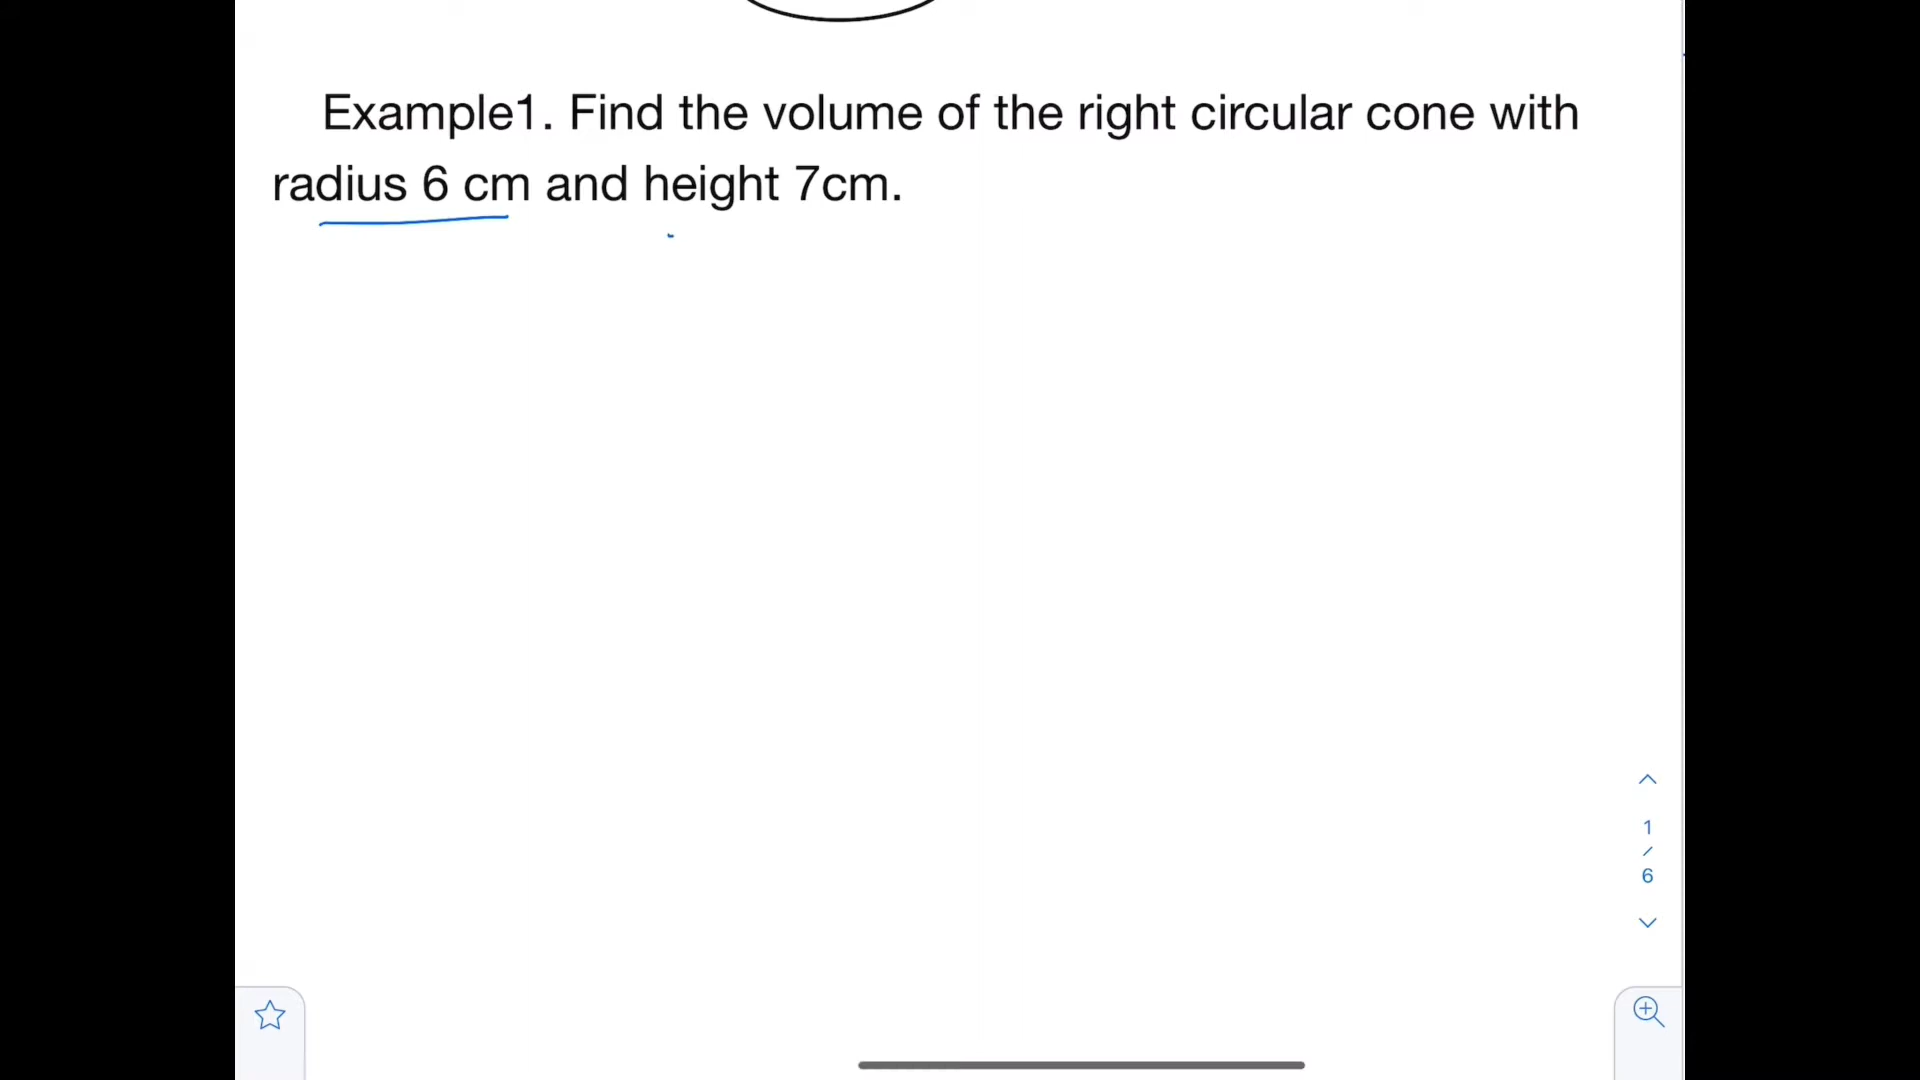 Example1. Find the volume of the right circular cone with
radius 6 cm and height 7cm.
1
/
6